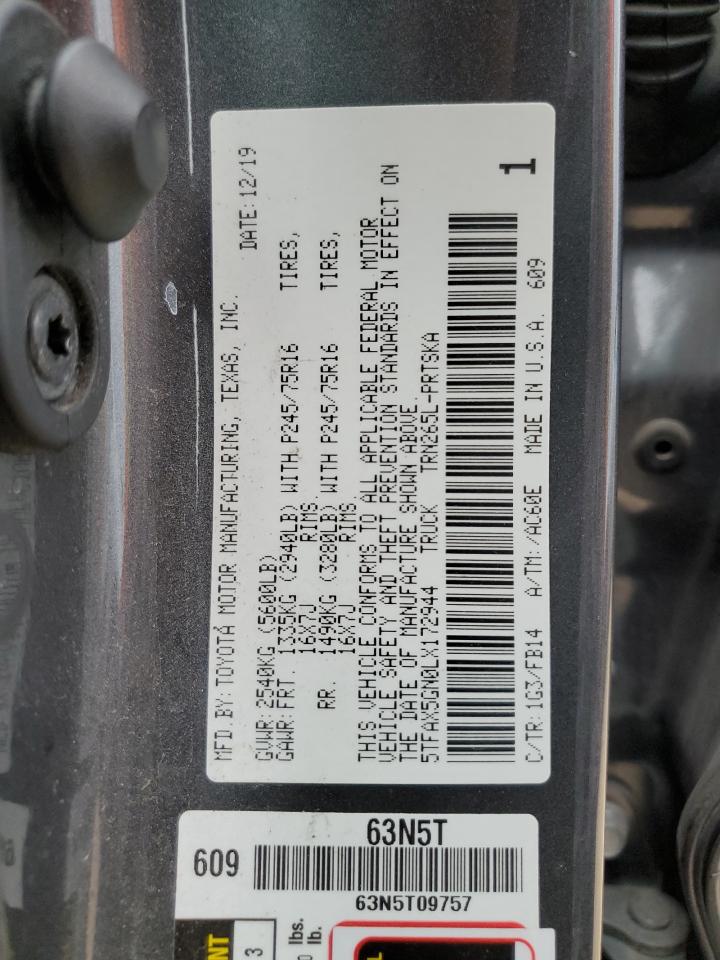 MFD.BY: TOYOTA MOTOR MANUFACTURING, TEXAS, INC. DATE: 12/19
GVWR: 2540KG (5600LB)
GAWR: FRT. 1335KG (2940LB) WITH P245/75R16 TIRES,
16X7J RIMS,
RR. 1490KG (3280LB) WITH P245/75R16 TIRES,
16X7J RIMS.
THIS VEHICLE CONFORMS TO ALL APPLICABLE FEDERAL MOTOR
VEHICLE SAFETY AND THEFT PREVENTION STANDARDS IN EFFECT ON
THE DATE OF MANUFACTURE SHOWN ABOVE.
5TFAX5GN0LX172944 TRUCK TRN265L-PRTSKA
1
C/TR: 1G3/FB14 A/TM: /AC60E MADE IN U.S.A. 609
63N5T
609
63N5T09757
3
lbs.
lb.